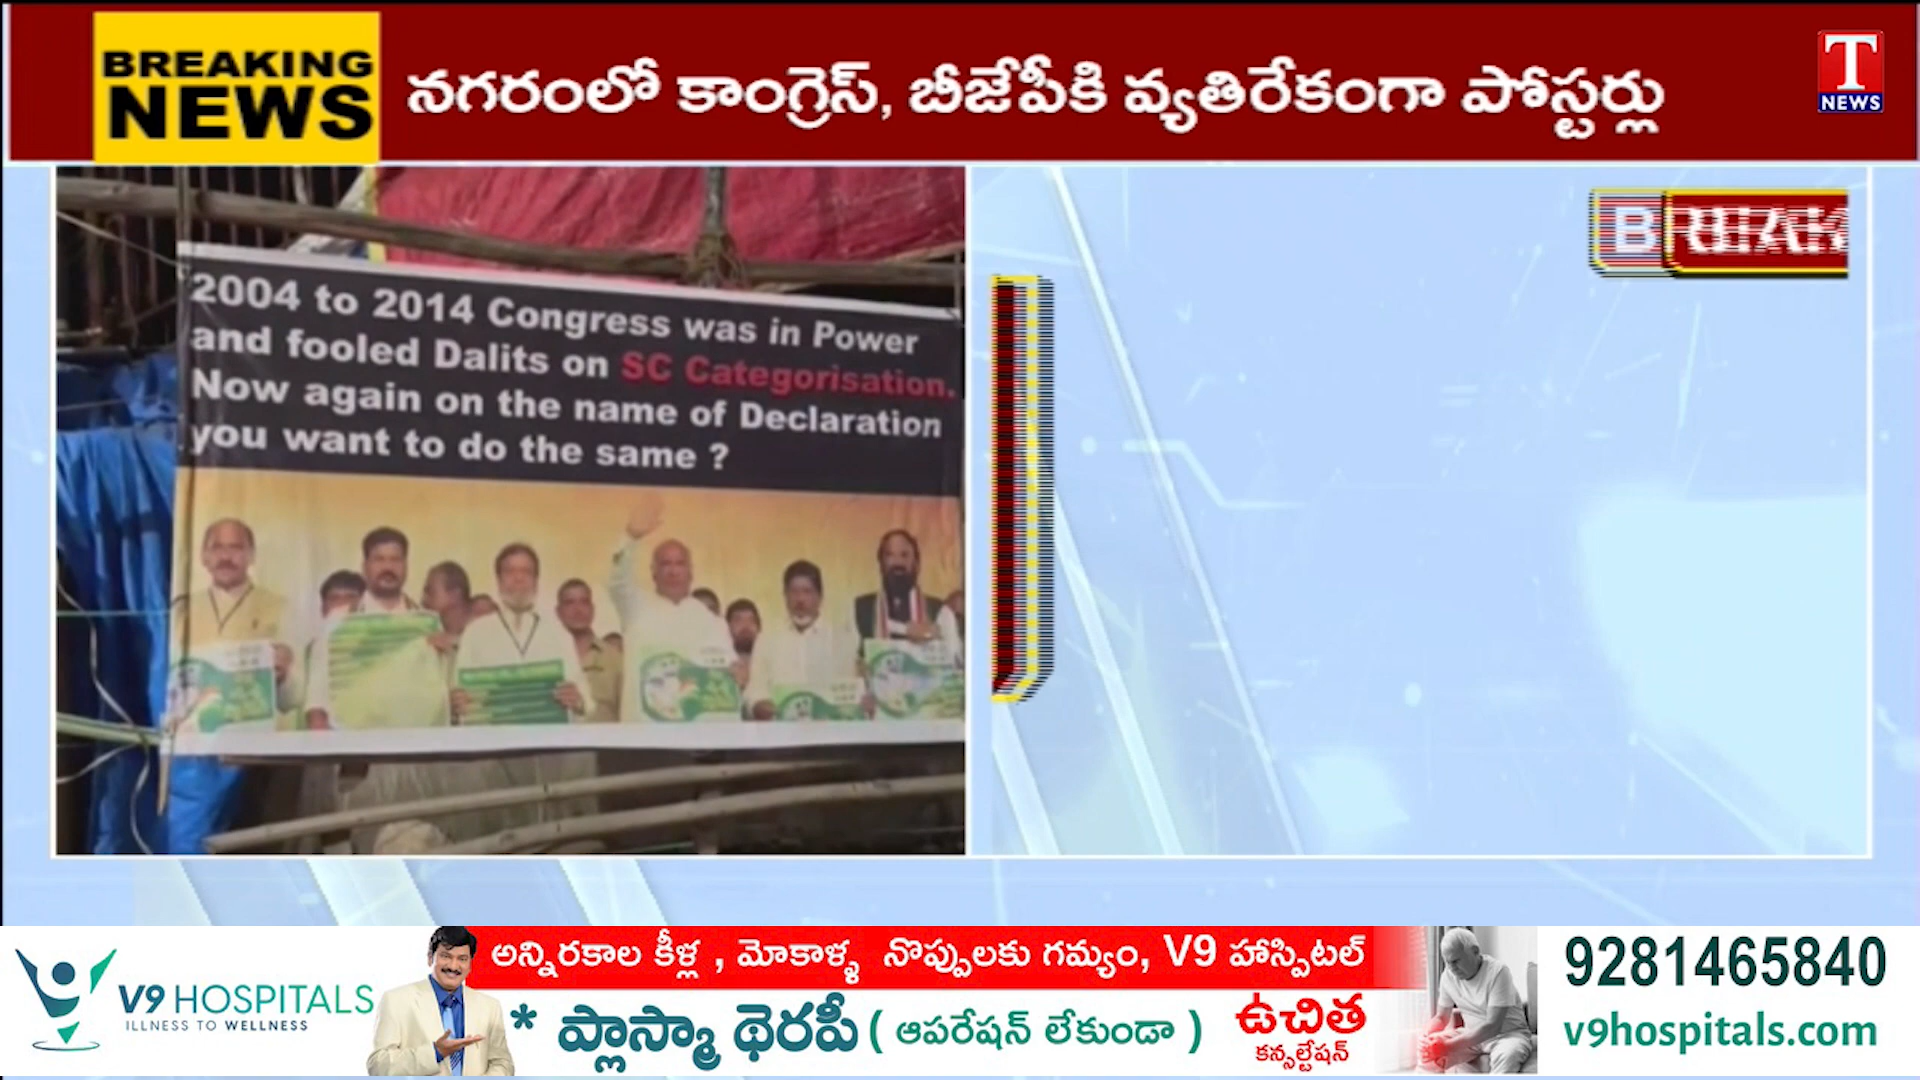 BREAKING
NEWS
నగరంలో కాంగ్రెస్, బీజేపీకి వ్యతిరేకంగా పోస్టర్లు
T
NEWS
2004 to 2014 Congress was in Power
and fooled Dalits on SC Categorisation.
Now again on the name of Declaration
you want to do the same ?
V9 HOSPITALS
ILLNESS TO WELLNESS
అన్నిరకాల కీళ్ల , మోకాళ్ళ నొప్పులకు గమ్యం, V9 హాస్పిటల్
* ప్లాస్మా థెరపీ ( ఆపరేషన్ లేకుండా )
ఉచిత
కన్సల్టేషన్
9281465840
v9hospitals.com